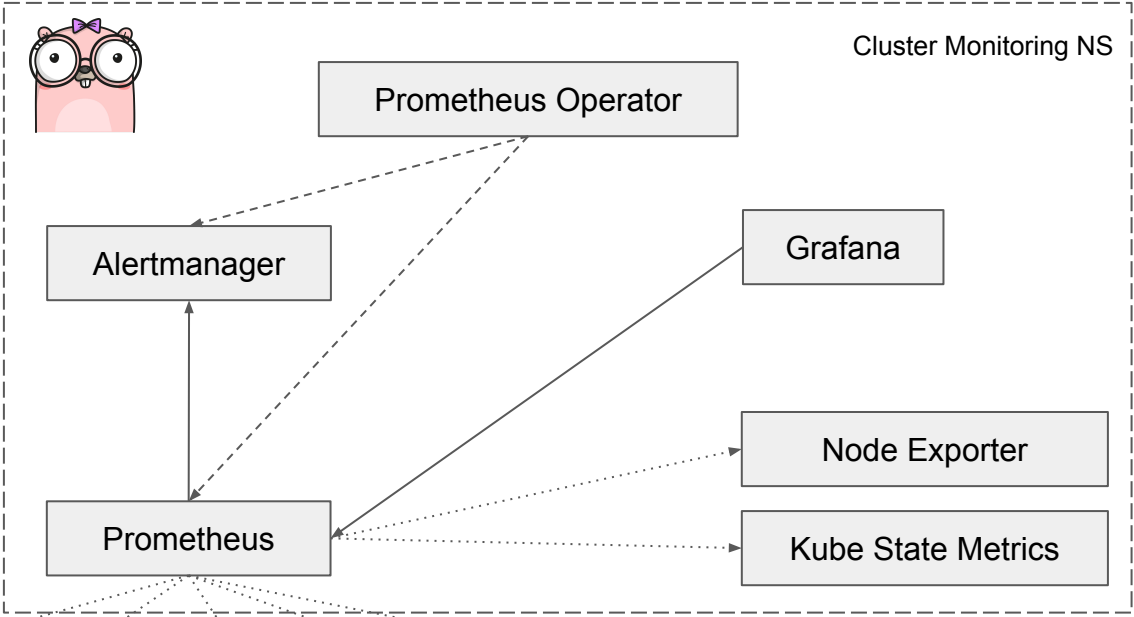 Cluster Monitoring NS
Prometheus Operator
Alertmanager
Grafana
Node Exporter
Prometheus
Kube State Metrics